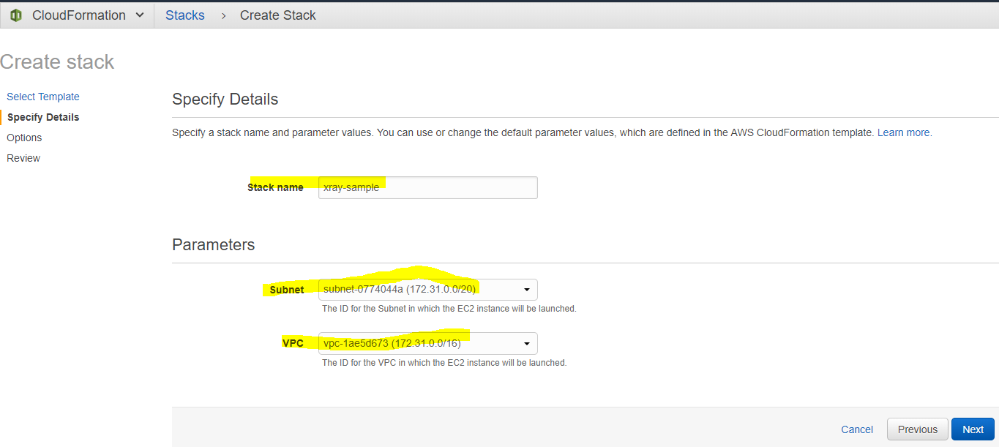 CloudFormation Stacks > Create Stack
Create stack
Select Template
Specify Details
Options
Review
Specify Details
Specify a stack name and parameter values. You can use or change the default parameter values, which are defined in the AWS CloudFormation template. Learn more.
Stack name xray-sample
Parameters
Subnet subnet-0774044a (172.31.0.0/20)
The ID for the Subnet in which the EC2 instance will be launched.
VPC vpc-1ae5d673 (172.31.0.0/16)
The ID for the VPC in which the EC2 instance will be launched.
Cancel Previous Next